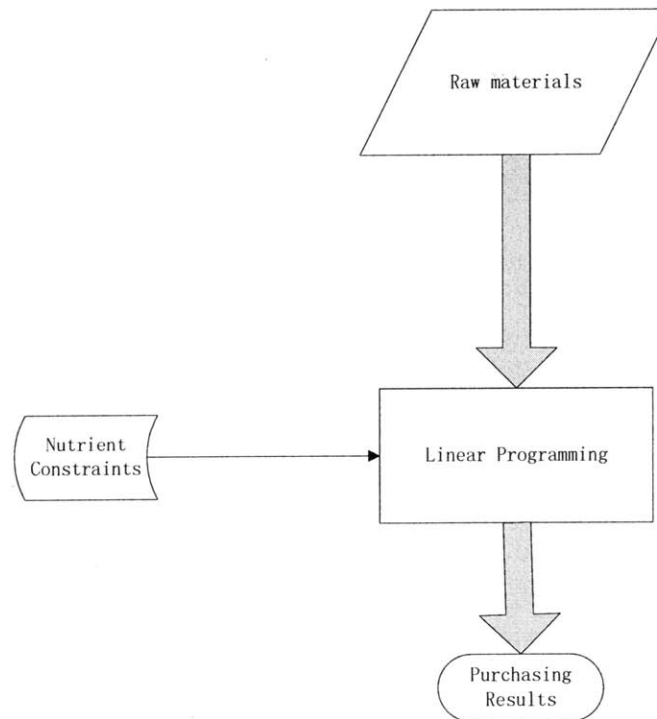 Raw materials
Nutrient
Constraints
Linear Programming
Purchasing
Results